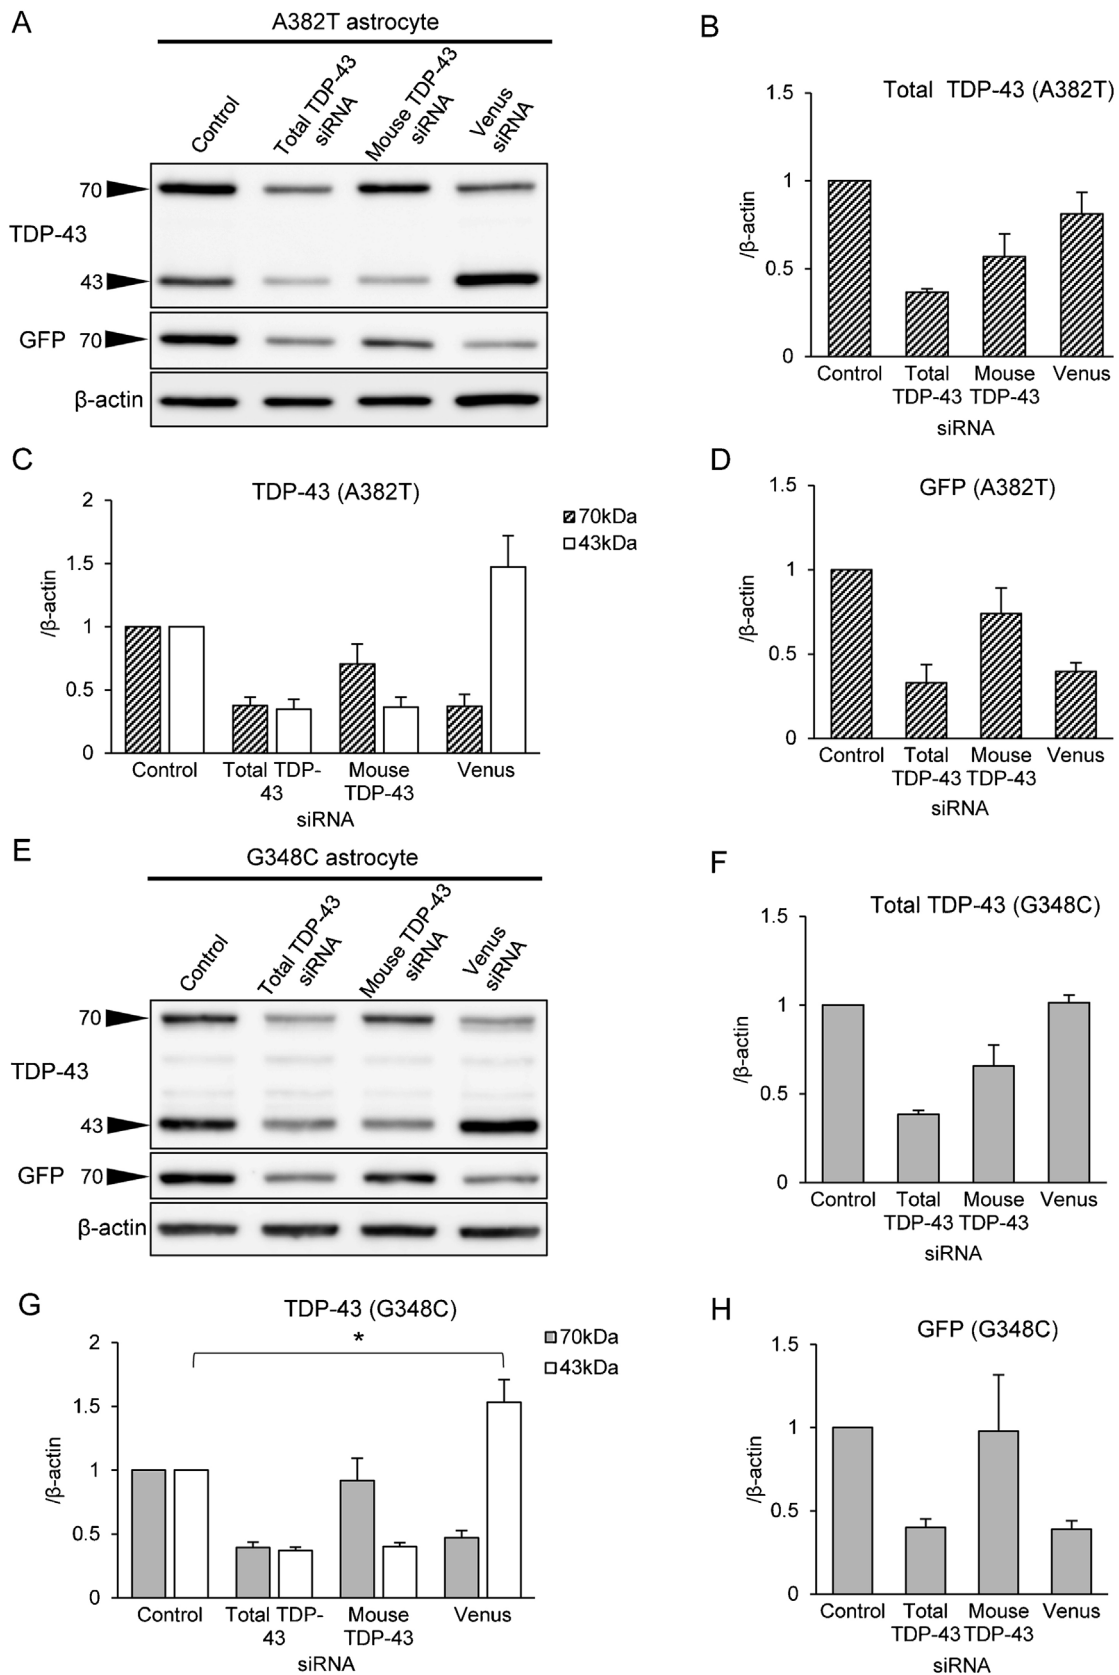 A
A382T astrocyte
Control
Total TDP-43
siRNA
Mouse TDP-43
siRNA
Venus
siRNA
70
TDP-43
43
GFP 70
β-actin
B
Total TDP-43 (A382T)
1.5
1
0.5
0
/β-actin
Control
Total
TDP-43
Mouse
TDP-43
Venus
siRNA
C
TDP-43 (A382T)
2
1.5
1
0.5
0
/β-actin
70kDa
43kDa
Control
Total TDP-
43
Mouse
TDP-43
Venus
siRNA
D
GFP (A382T)
1.5
1
0.5
0
/β-actin
Control
Total
TDP-43
Mouse
TDP-43
Venus
siRNA
E
G348C astrocyte
Control
Total TDP-43
siRNA
Mouse TDP-43
siRNA
Venus
siRNA
70
TDP-43
43
GFP 70
β-actin
F
Total TDP-43 (G348C)
1.5
1
0.5
0
/β-actin
Control
Total
TDP-43
Mouse
TDP-43
Venus
siRNA
G
TDP-43 (G348C)
*
2
1.5
1
0.5
0
/β-actin
70kDa
43kDa
Control
Total TDP-
43
Mouse
TDP-43
Venus
siRNA
H
GFP (G348C)
1.5
1
0.5
0
/β-actin
Control
Total
TDP-43
Mouse
TDP-43
Venus
siRNA